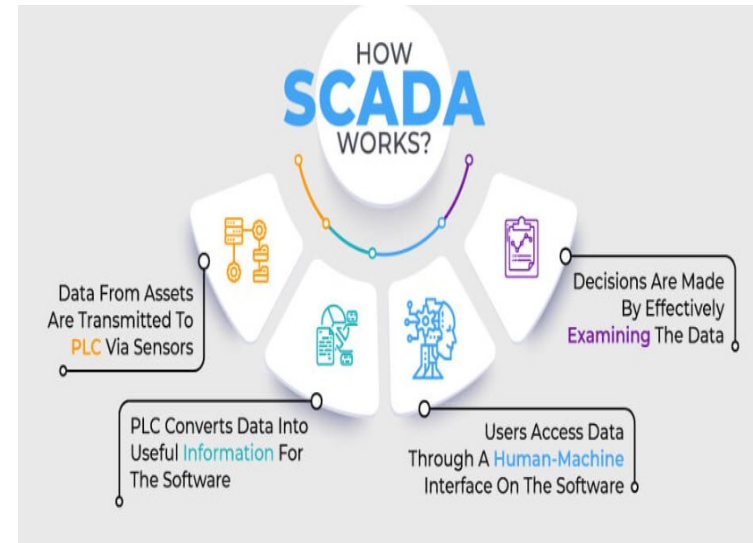 HOW
SCADA
WORKS?
Data From Assets
Are Transmitted To
PLC Via Sensors
PLC Converts Data Into
Useful Information For
The Software
Users Access Data
Through A Human-Machine
Interface On The Software
Decisions Are Made
By Effectively
Examining The Data